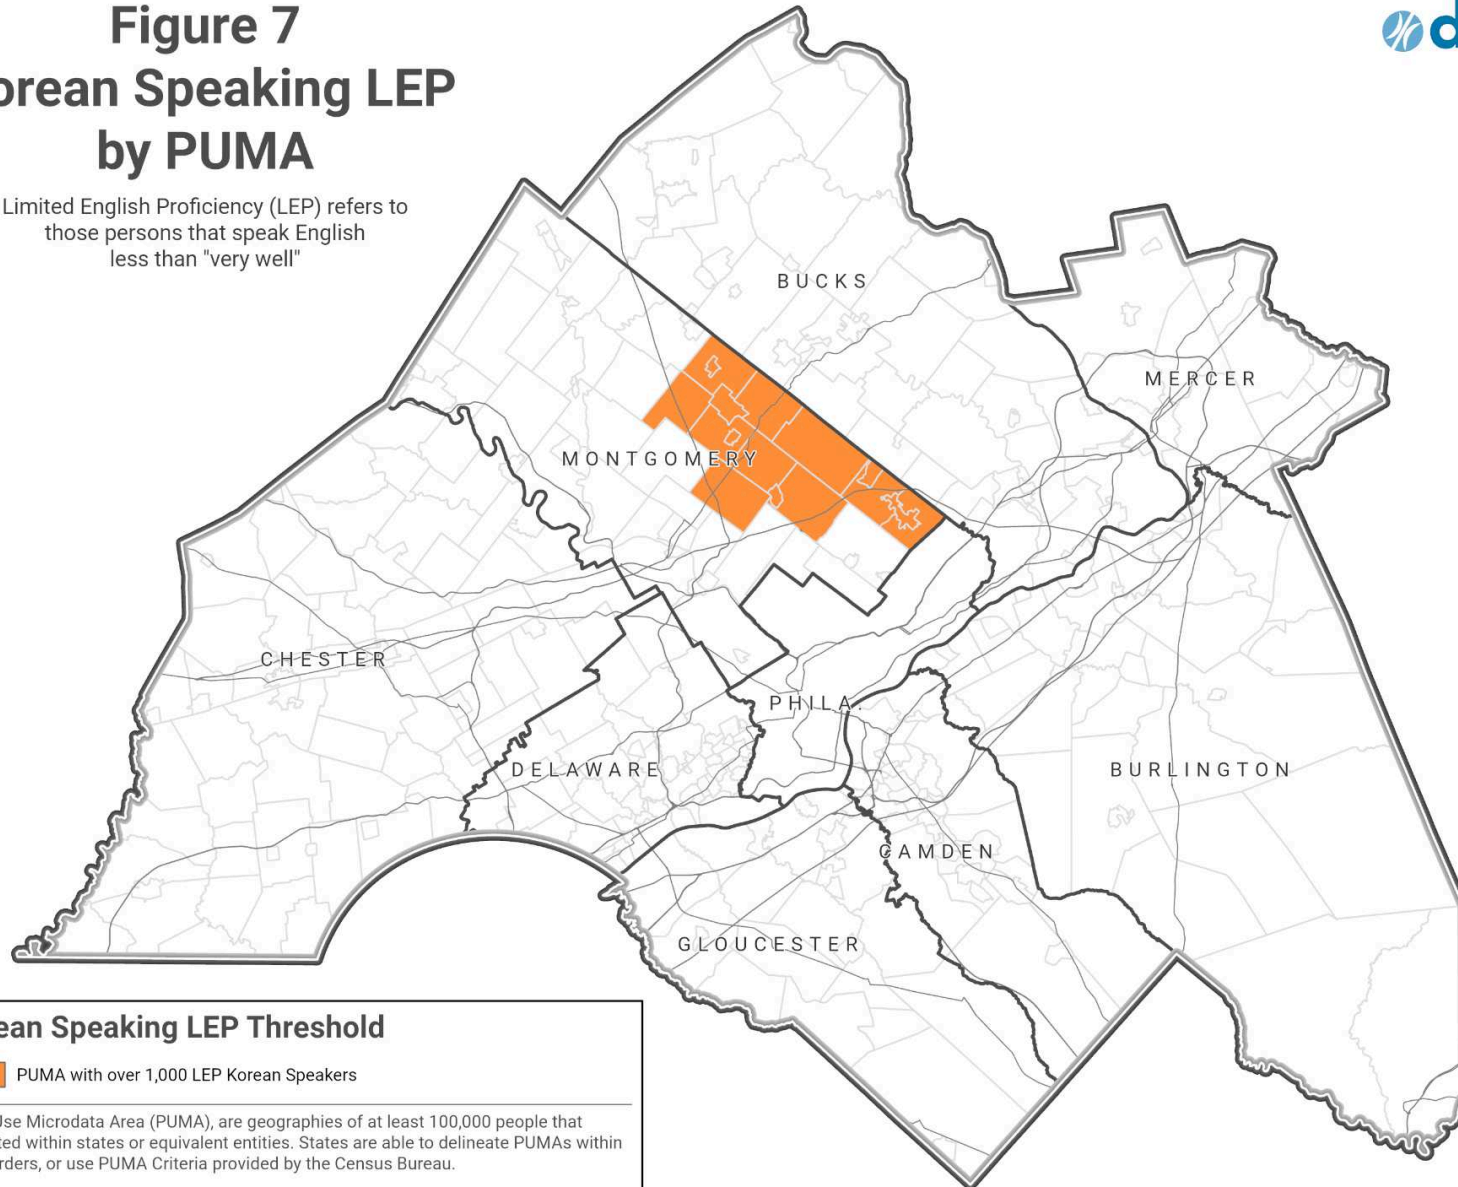 Figure 7
orean Speaking LEP
by PUMA
Limited English Proficiency (LEP) refers to
those persons that speak English
less than "very well"
d
BUCKS
MERCER
MONTGOMERY
CHESTER
PHILA.
DELAWARE
BURLINGTON
CAMDEN
GLOUCESTER
ean Speaking LEP Threshold
PUMA with over 1,000 LEP Korean Speakers
Use Microdata Area (PUMA), are geographies of at least 100,000 people that
ted within states or equivalent entities. States are able to delineate PUMAs within
rders, or use PUMA Criteria provided by the Census Bureau.